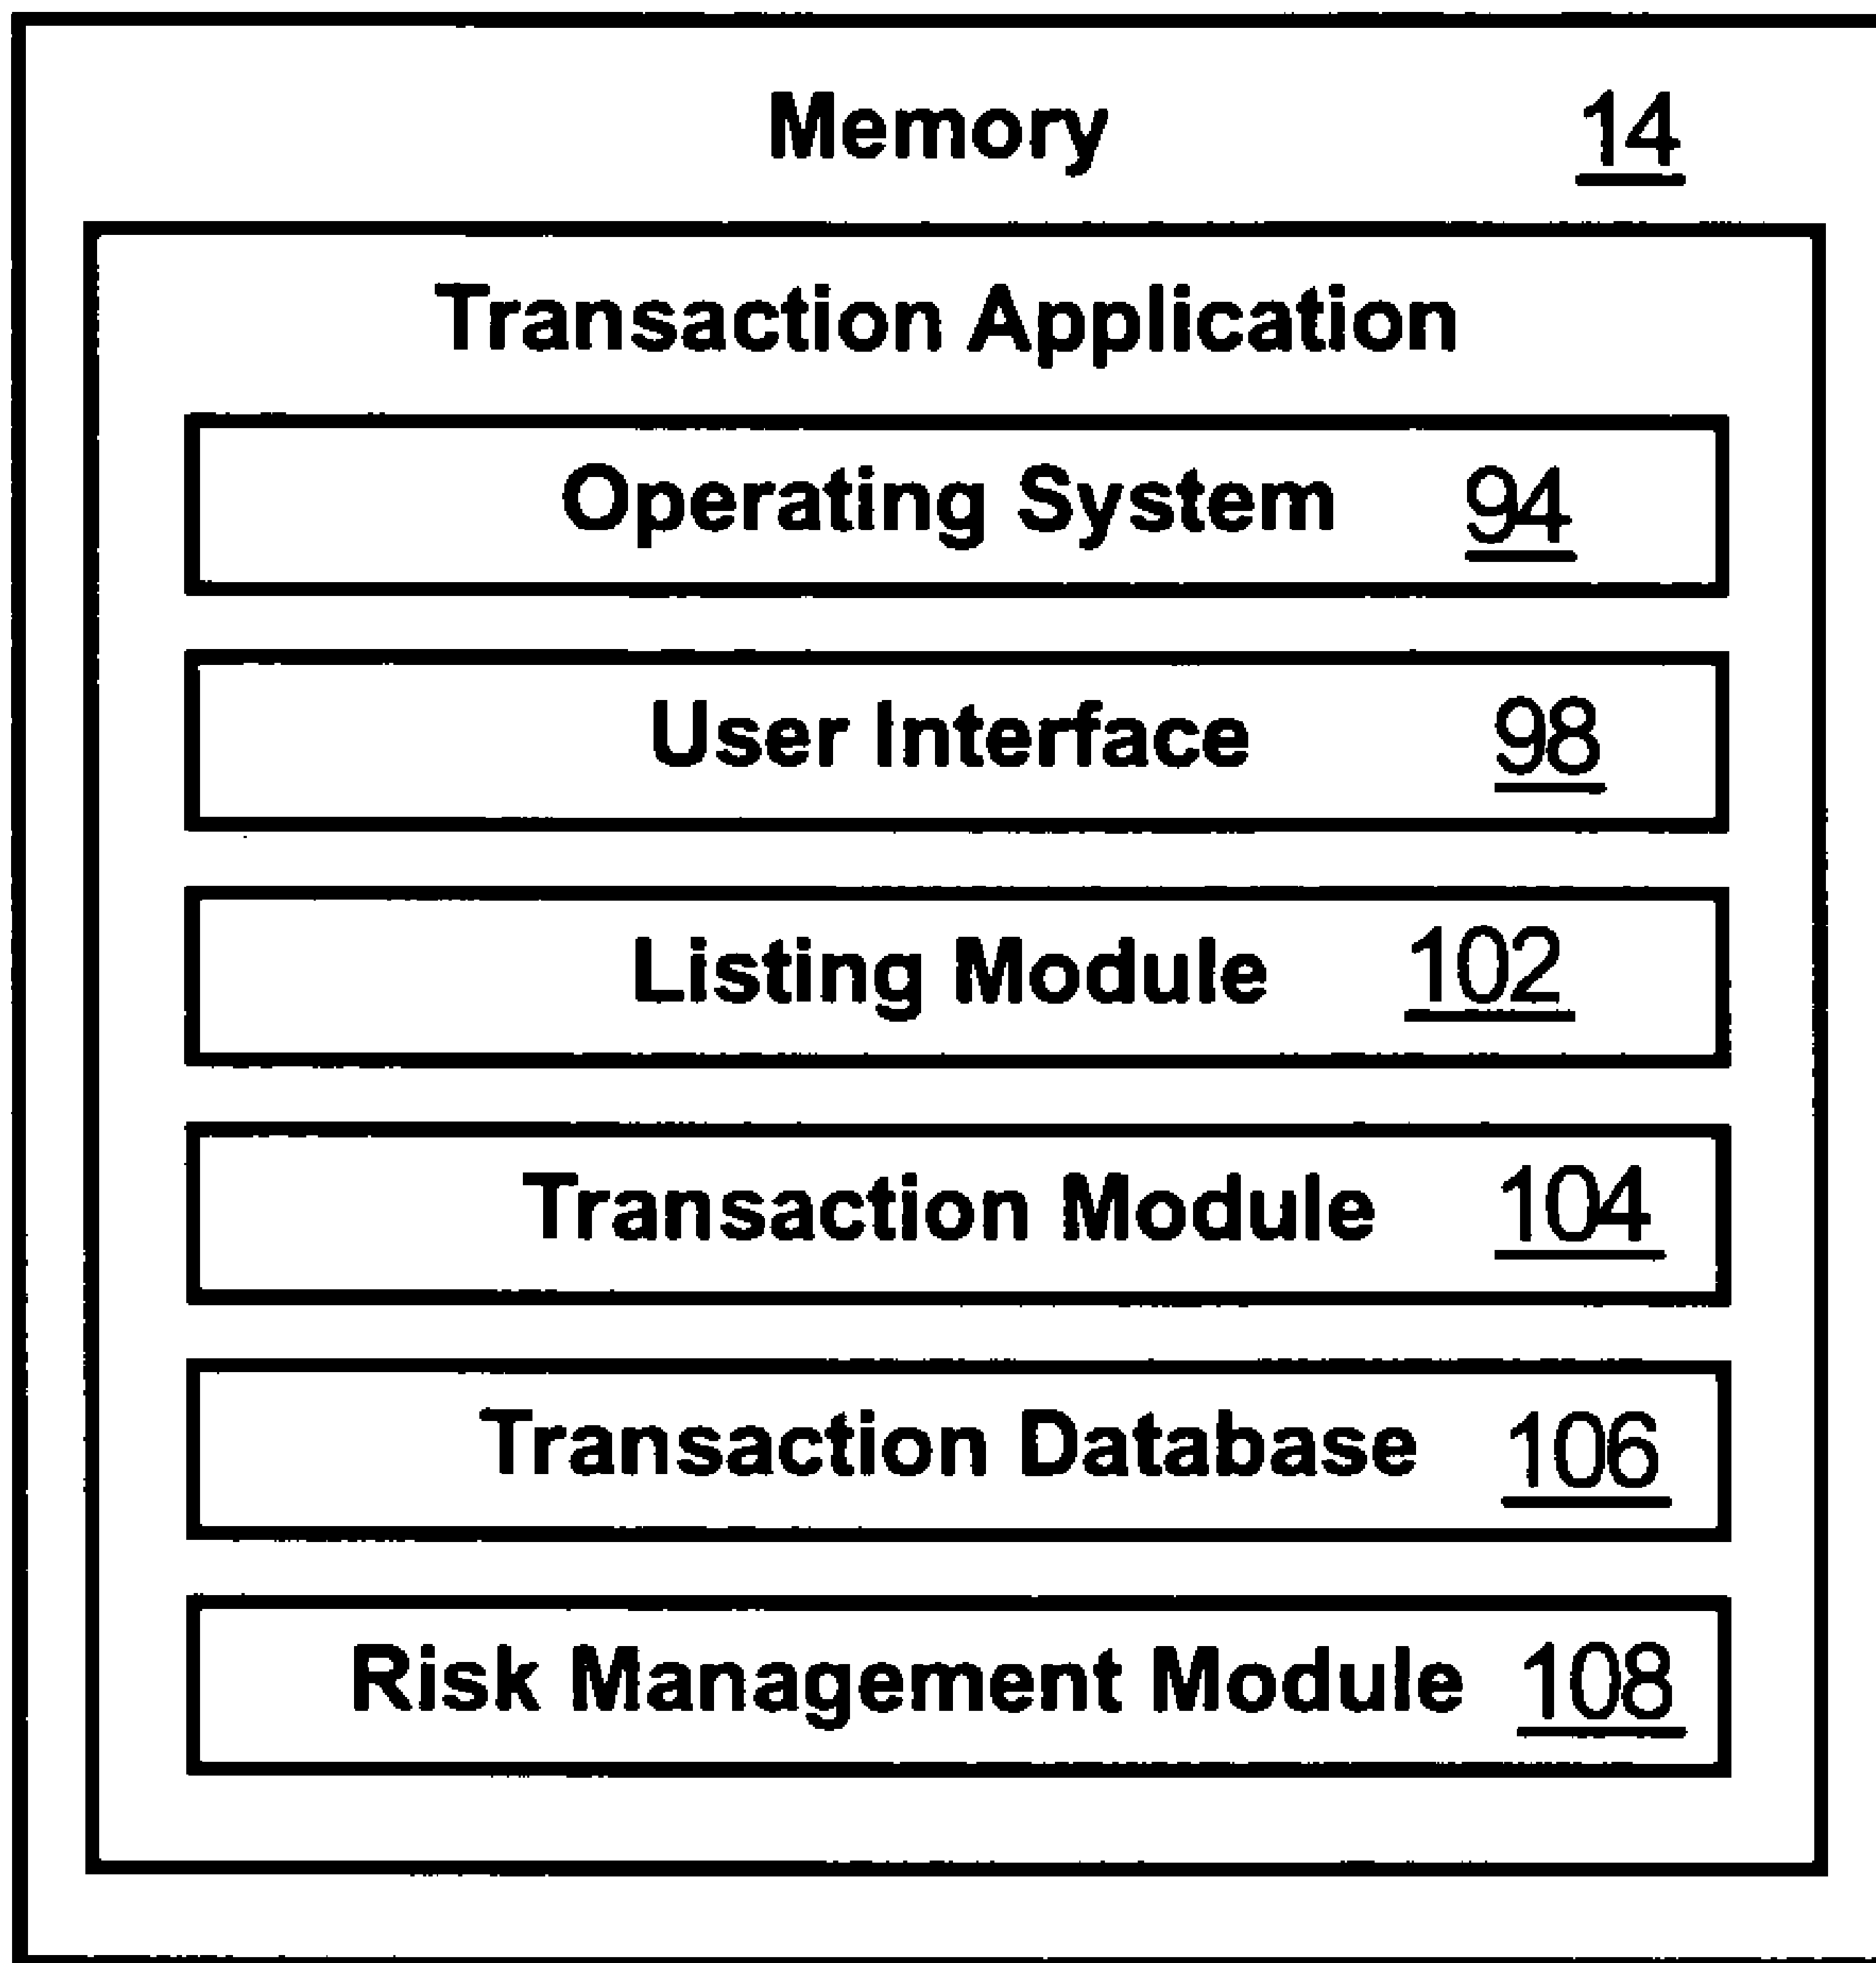 Memory 14
Transaction Application
Operating System 94
User Interface 98
Listing Module 102
Transaction Module 104
Transaction Database 106
Risk Management Module 108